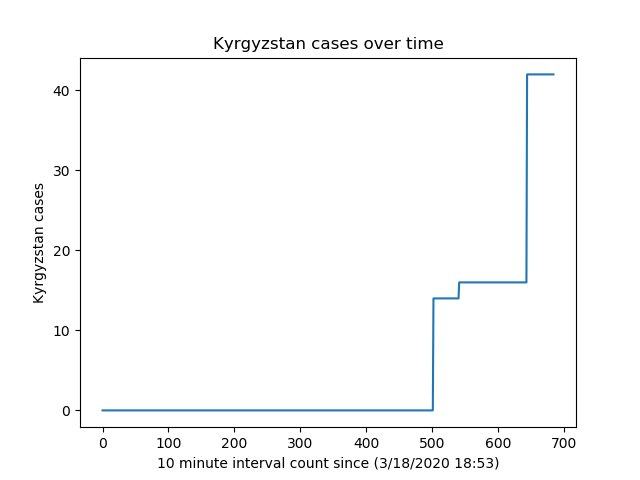 Kyrgyzstan cases over time
Kyrgyzstan cases
40
30
20
10
0
0 100 200 300 400 500 600 700
10 minute interval count since (3/18/2020 18:53)